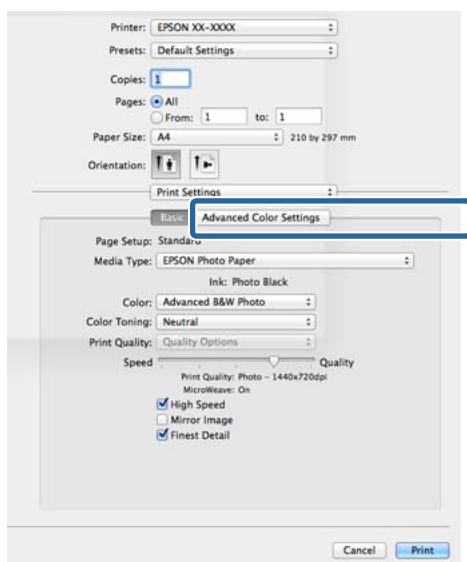 Printer: EPSON XX-XXXX
Presets: Default Settings
Copies: 1
Pages: All
From: 1 to: 1
Paper Size: A4 210 by 297 mm
Orientation:
Print Settings
Basic Advanced Color Settings
Page Setup: Standard
Media Type: EPSON Photo Paper
Ink: Photo Black
Color: Advanced B&W Photo
Color Toning: Neutral
Print Quality: Quality Options
Speed Quality
Print Quality: Photo - 1440x720dpi
MicroWeave: On
High Speed
Mirror Image
Finest Detail
Cancel Print